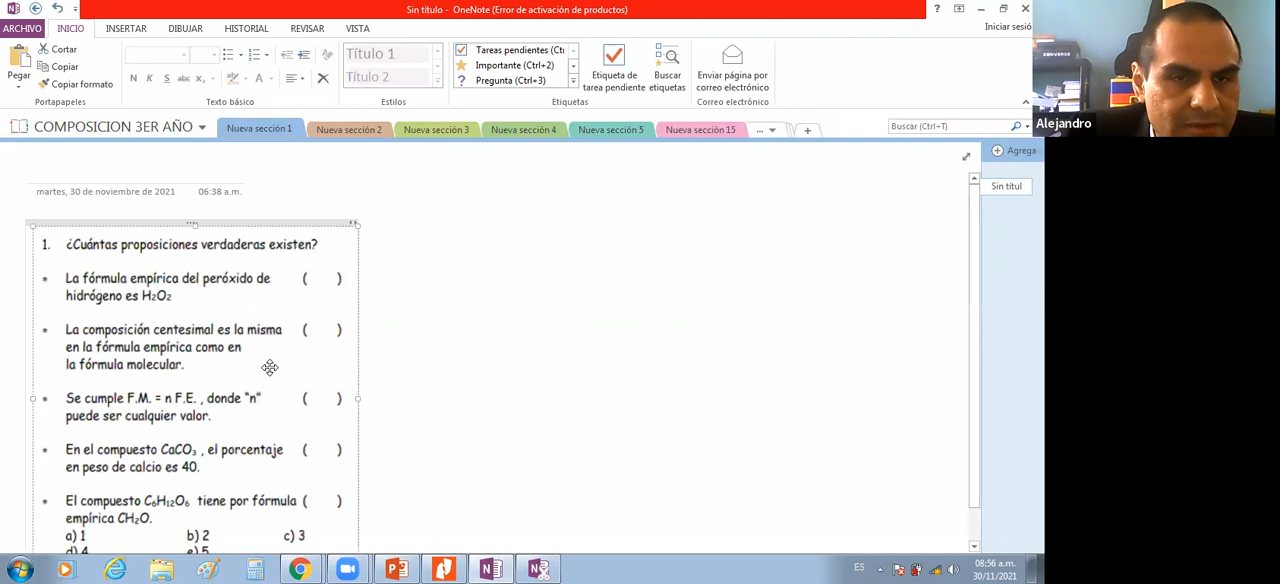 Sin título - OneNote (Error de activación de productos)
ARCHIVO INICIO INSERTAR DIBUJAR HISTORIAL REVISAR VISTA
Iniciar sesió
Pegar
Cortar
Copiar
Copiar formato
Portapapeles
N K S abc x₂ A
Texto básico
Título 1
Título 2
Estilos
Tareas pendientes (Ctr
Importante (Ctrl+2)
Pregunta (Ctrl+3)
Etiqueta de tarea pendiente
Buscar etiquetas
Etiquetas
Enviar página por correo electrónico
Correo electrónico
COMPOSICION 3ER AÑO
Nueva sección 1 Nueva sección 2 Nueva sección 3 Nueva sección 4 Nueva sección 5 Nueva sección 15 ...
Buscar (Ctrl+T)
CONVERSE
Alejandro
Agrega
Sin títul
martes, 30 de noviembre de 2021 06:38 a.m.
1. ¿Cuántas proposiciones verdaderas existen?
* La fórmula empírica del peróxido de ( )
hidrógeno es H₂O₂
* La composición centesimal es la misma ( )
en la fórmula empírica como en
la fórmula molecular.
* Se cumple F.M. = n F.E. , donde "n" ( )
puede ser cualquier valor.
* En el compuesto CaCO₃ , el porcentaje ( )
en peso de calcio es 40.
* El compuesto C₆H₁₂O₆ tiene por fórmula ( )
empírica CH₂O.
a) 1 b) 2 c) 3
d) 4 e) 5
ES
08:56 a.m.
30/11/2021